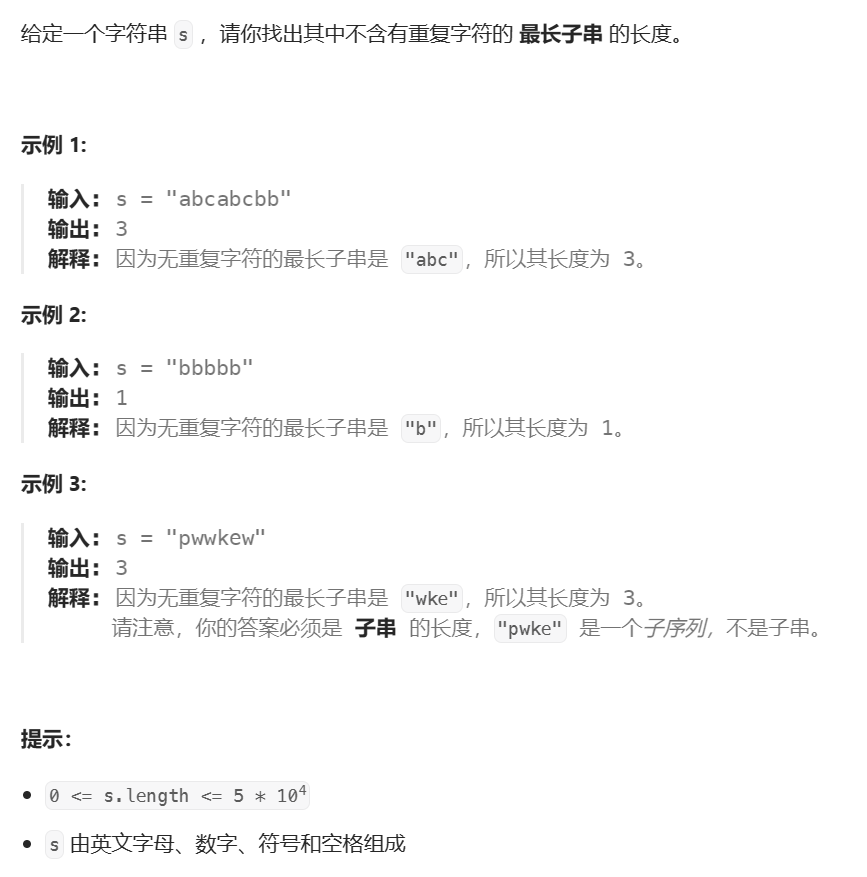 给定一个字符串 s ，请你找出其中不含有重复字符的 最长子串 的长度。
示例 1:
输入: s = "abcabcbb"
输出: 3
解释: 因为无重复字符的最长子串是 "abc"，所以其长度为 3。
示例 2:
输入: s = "bbbbb"
输出: 1
解释: 因为无重复字符的最长子串是 "b"，所以其长度为 1。
示例 3:
输入: s = "pwwkew"
输出: 3
解释: 因为无重复字符的最长子串是 "wke"，所以其长度为 3。
请注意，你的答案必须是 子串 的长度，"pwke" 是一个子序列，不是子串。
提示：
• 0 <= s.length <= 5 * 10⁴
• s 由英文字母、数字、符号和空格组成